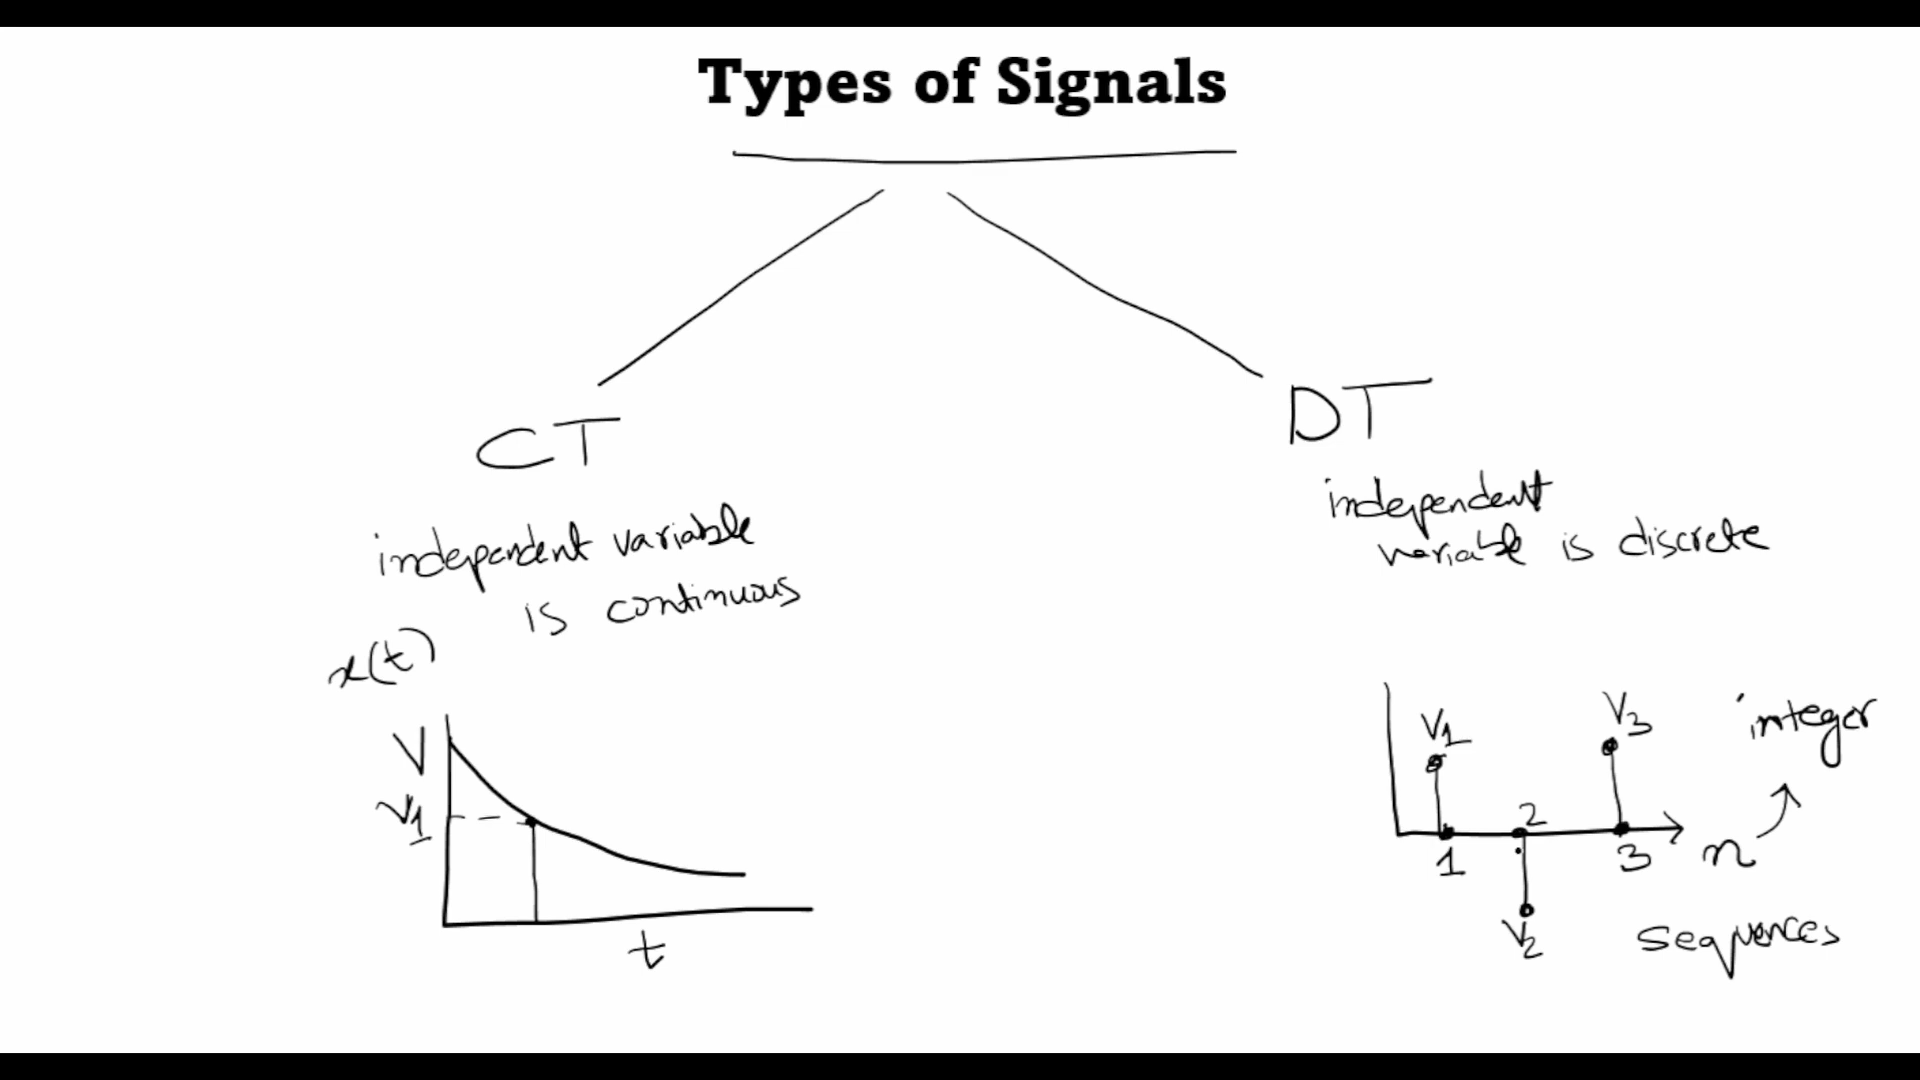 Types of Signals
CT
independent variable
is continuous
x(t)
V
V1
t
DT
independent
variable is discrete
V1
V3
integer
2
1
3
n
V2
sequences